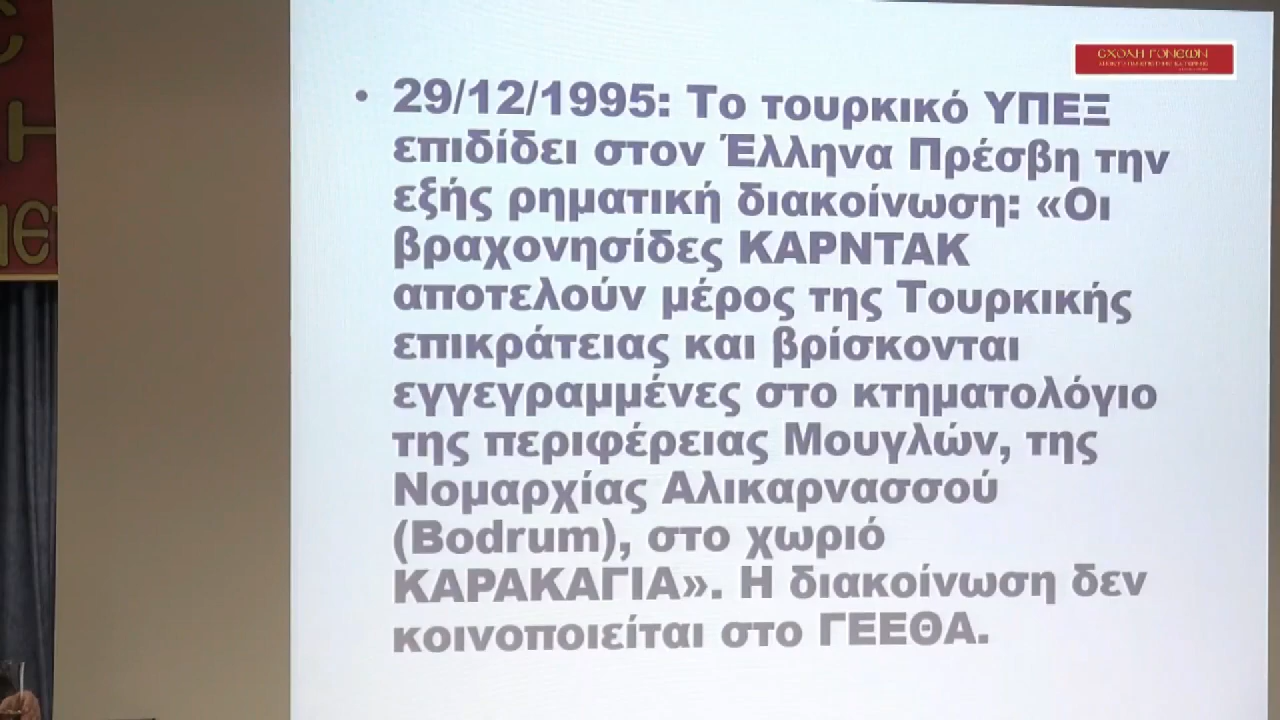 ΣΧΟΛΗ ΓΟΝΕΩΝ
• 29/12/1995: Το τουρκικό ΥΠΕΞ
επιδίδει στον Έλληνα Πρέσβη την
εξής ρηματική διακοίνωση: «Οι
βραχονησίδες ΚΑΡΝΤΑΚ
αποτελούν μέρος της Τουρκικής
επικράτειας και βρίσκονται
εγγεγραμμένες στο κτηματολόγιο
της περιφέρειας Μουγλών, της
Νομαρχίας Αλικαρνασσού
(Bodrum), στο χωριό
ΚΑΡΑΚΑΓΙΑ». Η διακοίνωση δεν
κοινοποιείται στο ΓΕΕΘΑ.